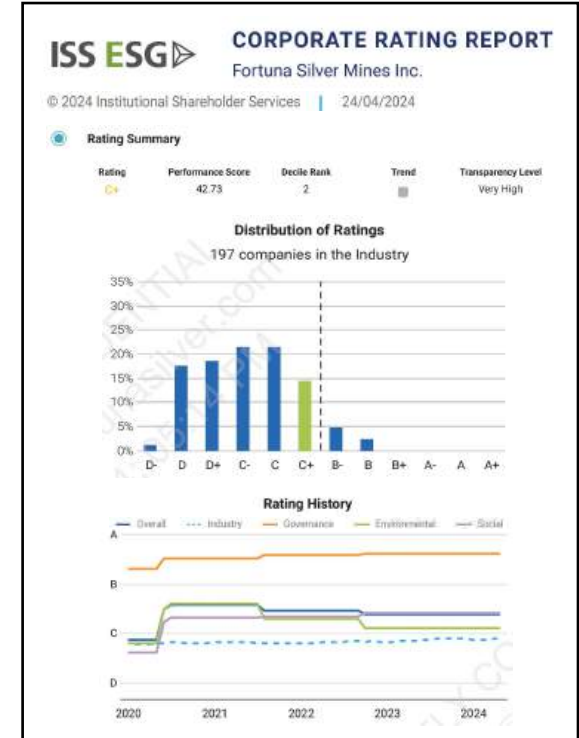 ISS ESG
CORPORATE RATING REPORT
Fortuna Silver Mines Inc.
© 2024 Institutional Shareholder Services | 24/04/2024
Rating Summary
Rating Performance Score Decile Rank Trend Transparency Level
C+ 42.73 2 Very High
Distribution of Ratings
197 companies in the Industry
35%
30%
25%
20%
15%
10%
5%
0%
D- D D+ C- C C+ B- B B+ A- A A+
Rating History
Overall Industry Governance Environmental Social
A
B
C
D
2020 2021 2022 2023 2024